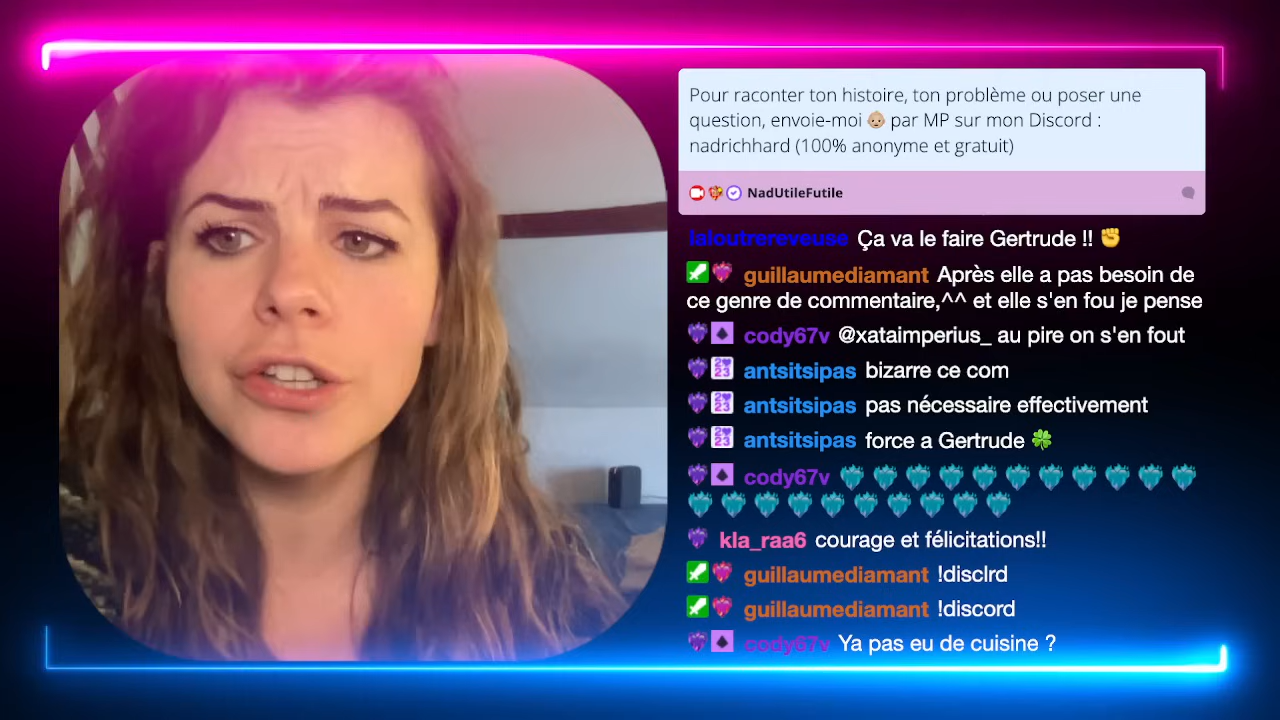 Pour raconter ton histoire, ton problème ou poser une
question, envoie-moi 👶🏼 par MP sur mon Discord :
nadrichhard (100% anonyme et gratuit)
NadUtileFutile
laloutrereveuse Ça va le faire Gertrude !! ✊
guillaumediamant Après elle a pas besoin de
ce genre de commentaire,^^ et elle s'en fou je pense
cody67v @xataimperius_ au pire on s'en fout
antsitsipas bizarre ce com
antsitsipas pas nécessaire effectivement
antsitsipas force a Gertrude 🍀
cody67v
kla_raa6 courage et félicitations!!
guillaumediamant !disclrd
guillaumediamant !discord
cody67v Ya pas eu de cuisine ?